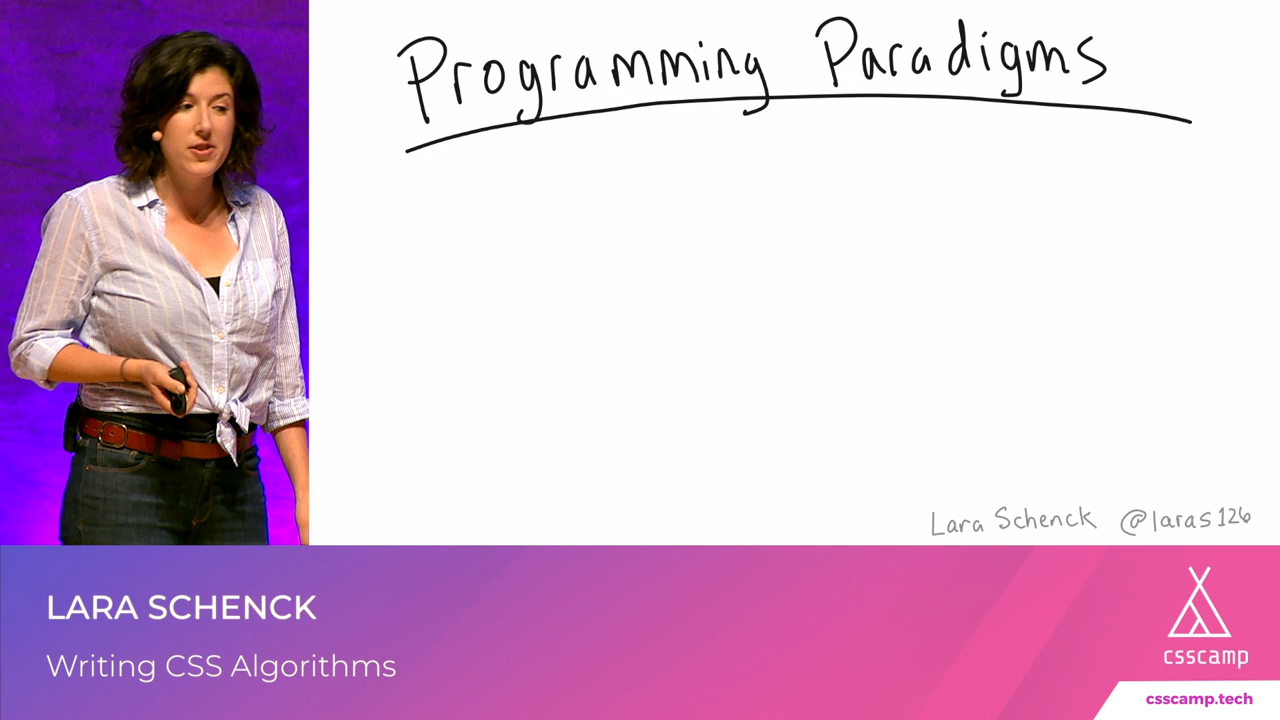 Programming Paradigms
Lara Schenck @laras126
LARA SCHENCK
Writing CSS Algorithms
csscamp
csscamp.tech